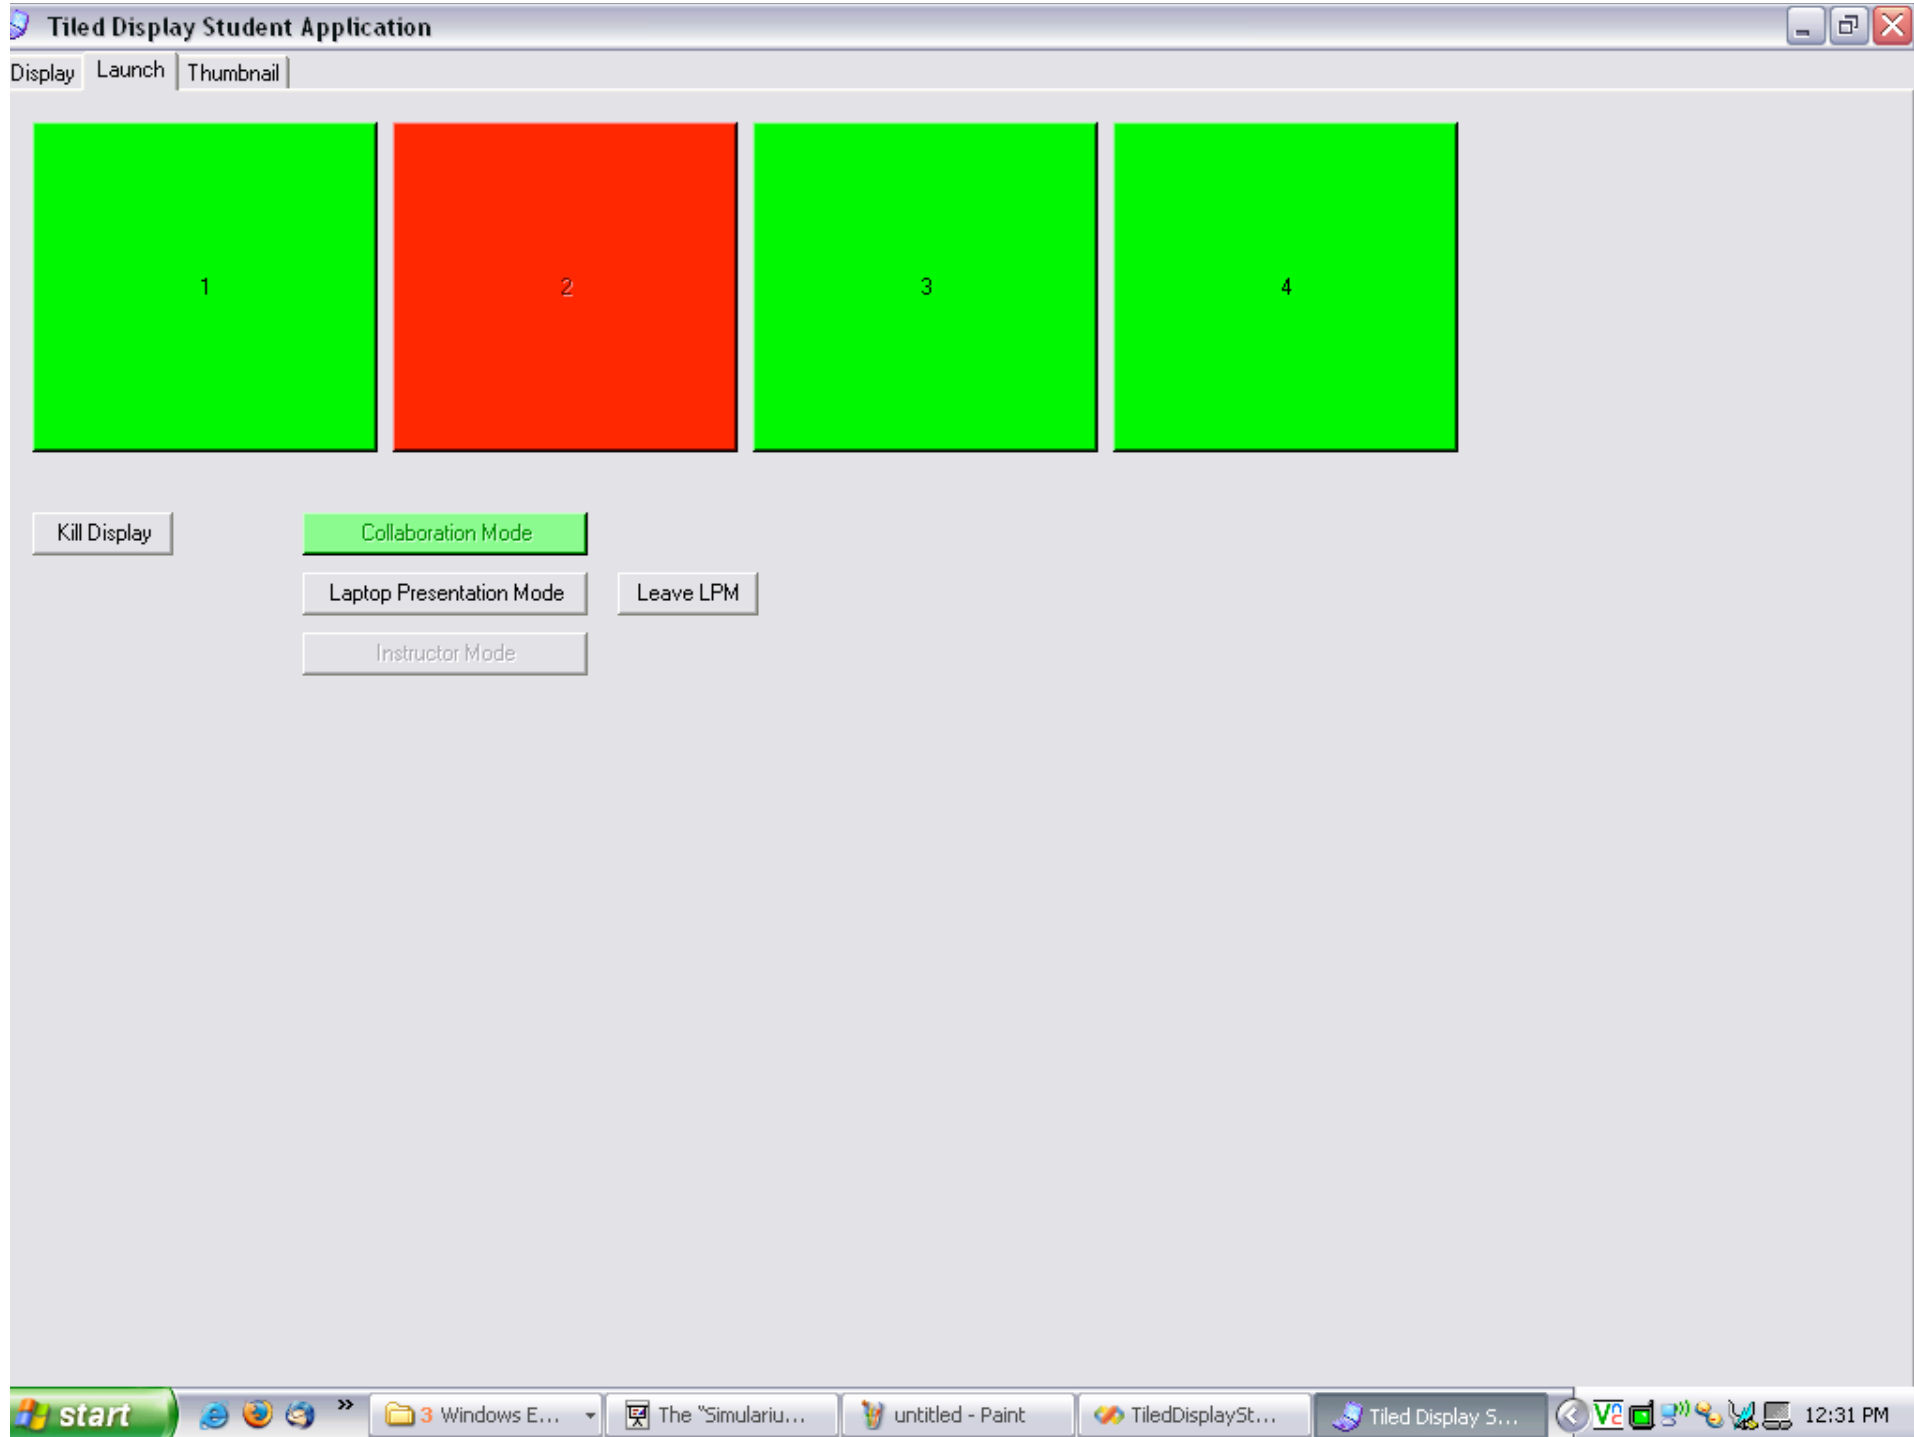 Tiled Display Student Application
Display Launch Thumbnail
1 2 3 4
Kill Display Collaboration Mode
Laptop Presentation Mode Leave LPM
Instructor Mode
start » 3 Windows E... The "Simulariu... untitled - Paint TiledDisplaySt... Tiled Display S... V2 12:31 PM